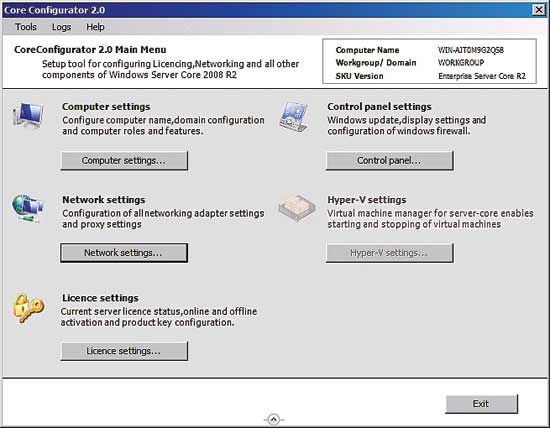 Core Configurator 2.0
Tools Logs Help
CoreConfigurator 2.0 Main Menu
Setup tool for configuring Licencing,Networking and all other
components of Windows Server Core 2008 R2
Computer Name WIN-AJT0M9G2QS8
Workgroup/ Domain WORKGROUP
SKU Version Enterprise Server Core R2
Computer settings
Configure computer name,domain configuration
and computer roles and features.
Computer settings...
Control panel settings
Windows update,display settings and
configuration of windows firewall.
Control panel...
Network settings
Configuration of all networking adapter settings
and proxy settings
Network settings...
Hyper-V settings
Virtual machine manager for server-core enables
starting and stopping of virtual machines
Hyper-V settings...
Licence settings
Current server licence status,online and offline
activation and product key configuration.
Licence settings...
Exit